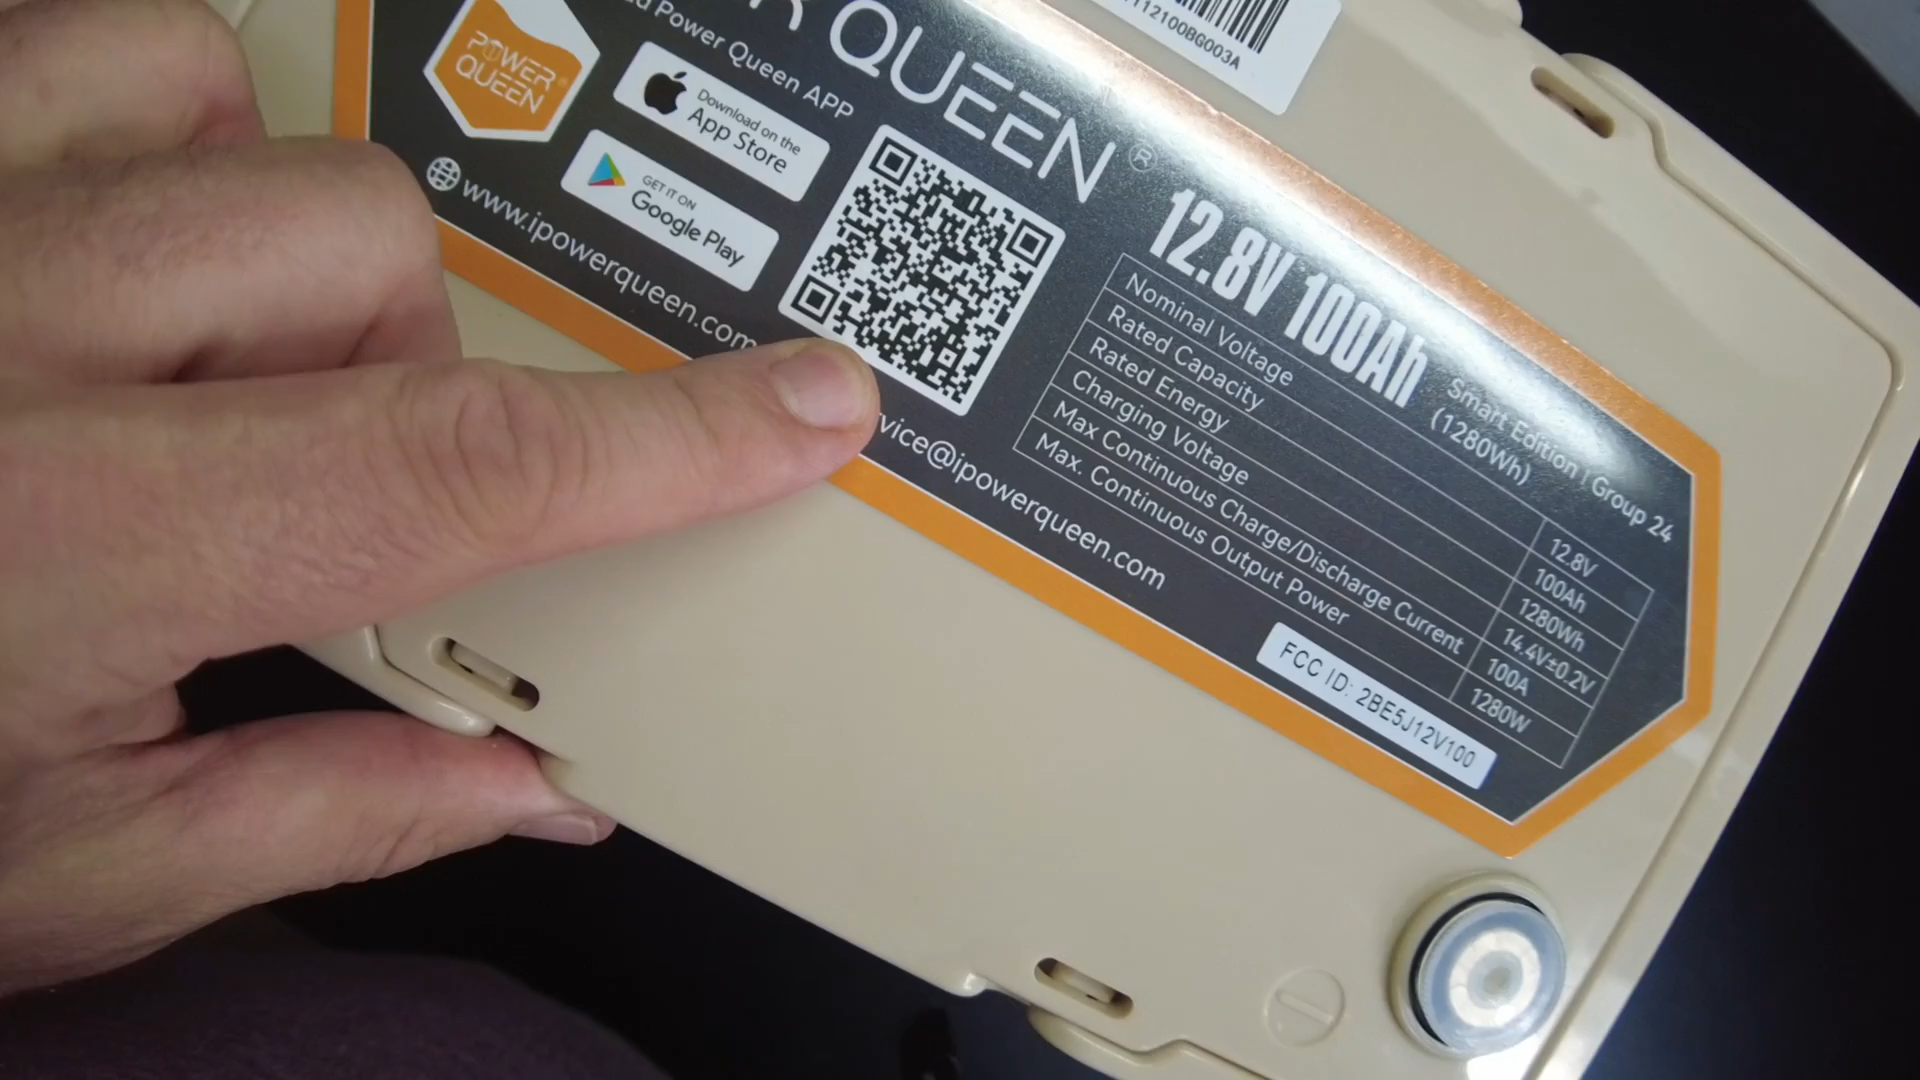 112100BG003A
QUEEN®
Power Queen APP
POWER
QUEEN®
Download on the
App Store
GET IT ON
Google Play
www.ipowerqueen.com
vice@ipowerqueen.com
12.8V 100Ah
Smart Edition | Group 24
(1280Wh)
Nominal Voltage 12.8V
Rated Capacity 100Ah
Rated Energy 1280Wh
Charging Voltage 14.4V±0.2V
Max Continuous Charge/Discharge Current 100A
Max. Continuous Output Power 1280W
FCC ID: 2BE5J12V100